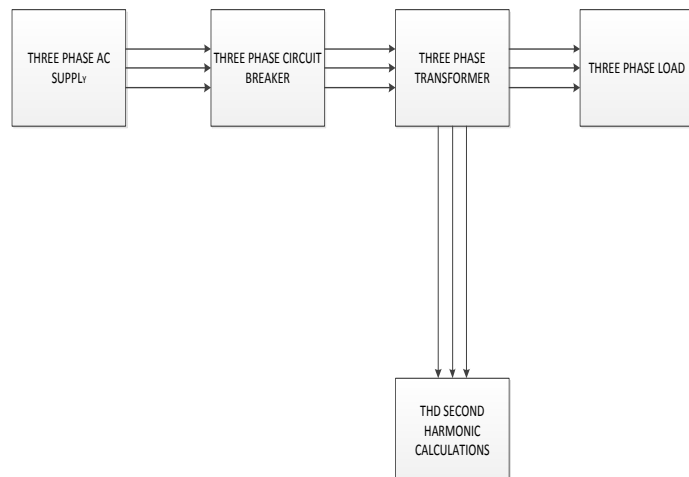 THREE PHASE AC
SUPPLY
THREE PHASE CIRCUIT
BREAKER
THREE PHASE
TRANSFORMER
THREE PHASE LOAD
THD SECOND
HARMONIC
CALCULATIONS